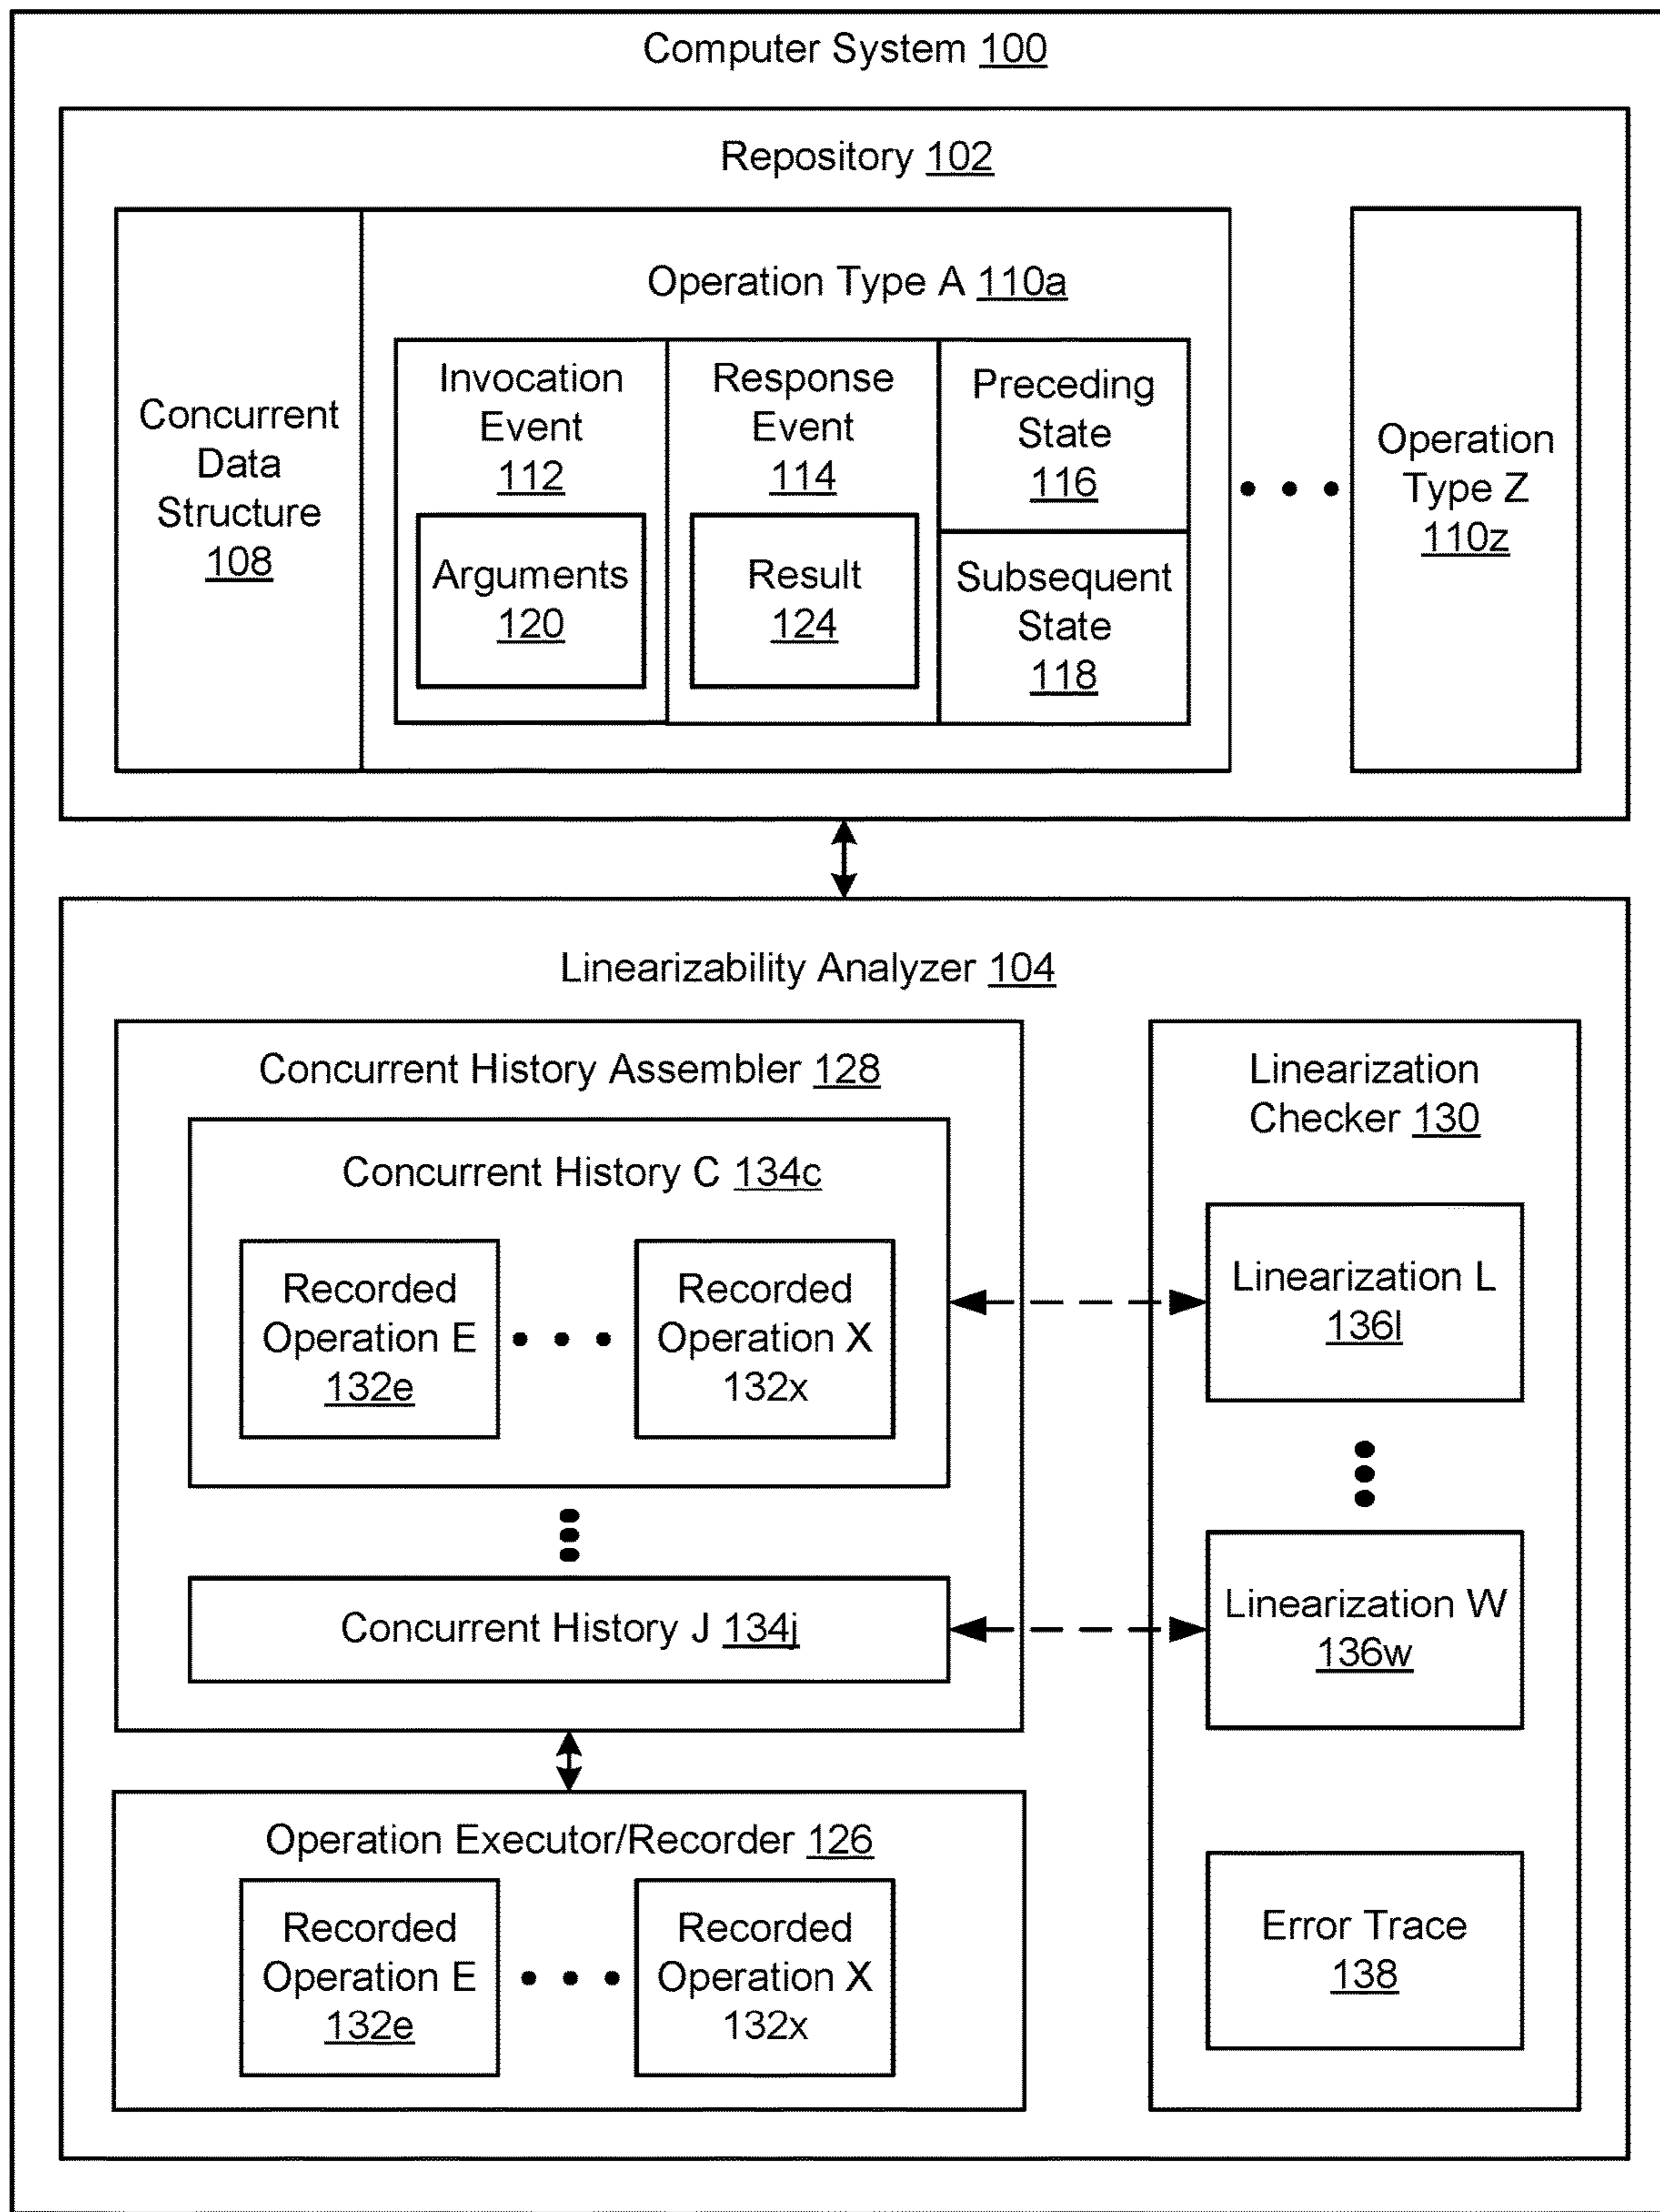 Computer System 100
Repository 102
Concurrent
Data
Structure
108
Operation Type A 110a
Invocation
Event
112
Arguments
120
Response
Event
114
Result
124
Preceding
State
116
Subsequent
State
118
Operation
Type Z
110z
Linearizability Analyzer 104
Concurrent History Assembler 128
Concurrent History C 134c
Recorded
Operation E
132e
Recorded
Operation X
132x
Concurrent History J 134j
Operation Executor/Recorder 126
Recorded
Operation E
132e
Recorded
Operation X
132x
Linearization
Checker 130
Linearization L
136l
Linearization W
136w
Error Trace
138